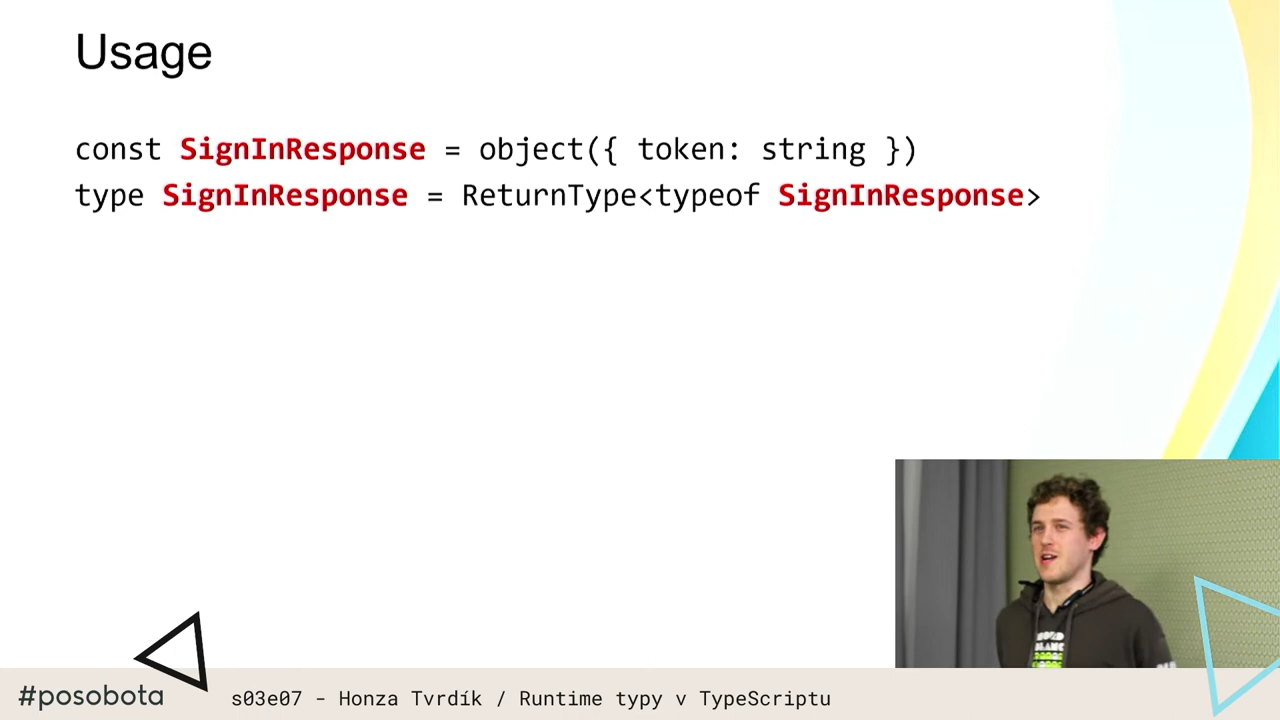 Usage
const SignInResponse = object({ token: string })
type SignInResponse = ReturnType<typeof SignInResponse>
#posobota
s03e07 - Honza Tvrdík / Runtime typy v TypeScriptu